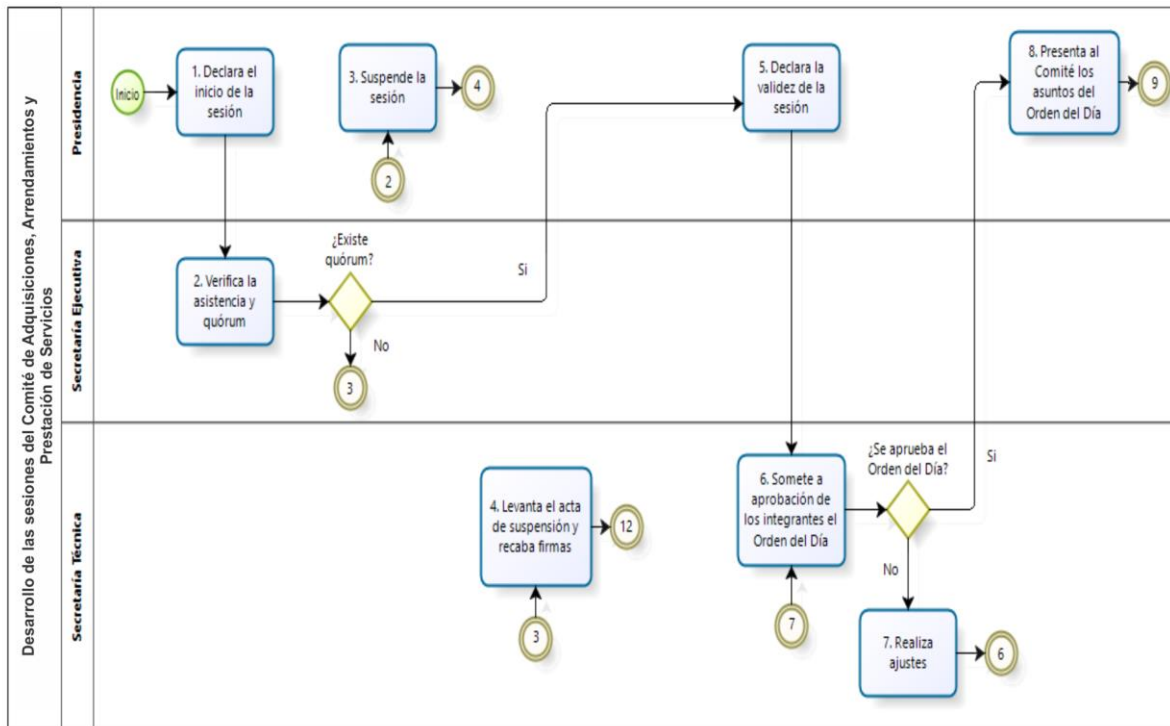 Desarrollo de las sesiones del Comité de Adquisiciones, Arrendamientos y
Prestación de Servicios
Presidencia
Inicio
1. Declara el
inicio de la
sesión
3. Suspende la
sesión
4
2
5. Declara la
validez de la
sesión
8. Presenta al
Comité los
asuntos del
Orden del Día
9
Secretaría Ejecutiva
2. Verifica la
asistencia y
quórum
¿Existe
quórum?
Si
No
3
Secretaría Técnica
4. Levanta el acta
de suspensión y
recaba firmas
12
3
6. Somete a
aprobación de
los integrantes el
Orden del Día
7
¿Se aprueba el
Orden del Día?
Si
No
7. Realiza
ajustes
6